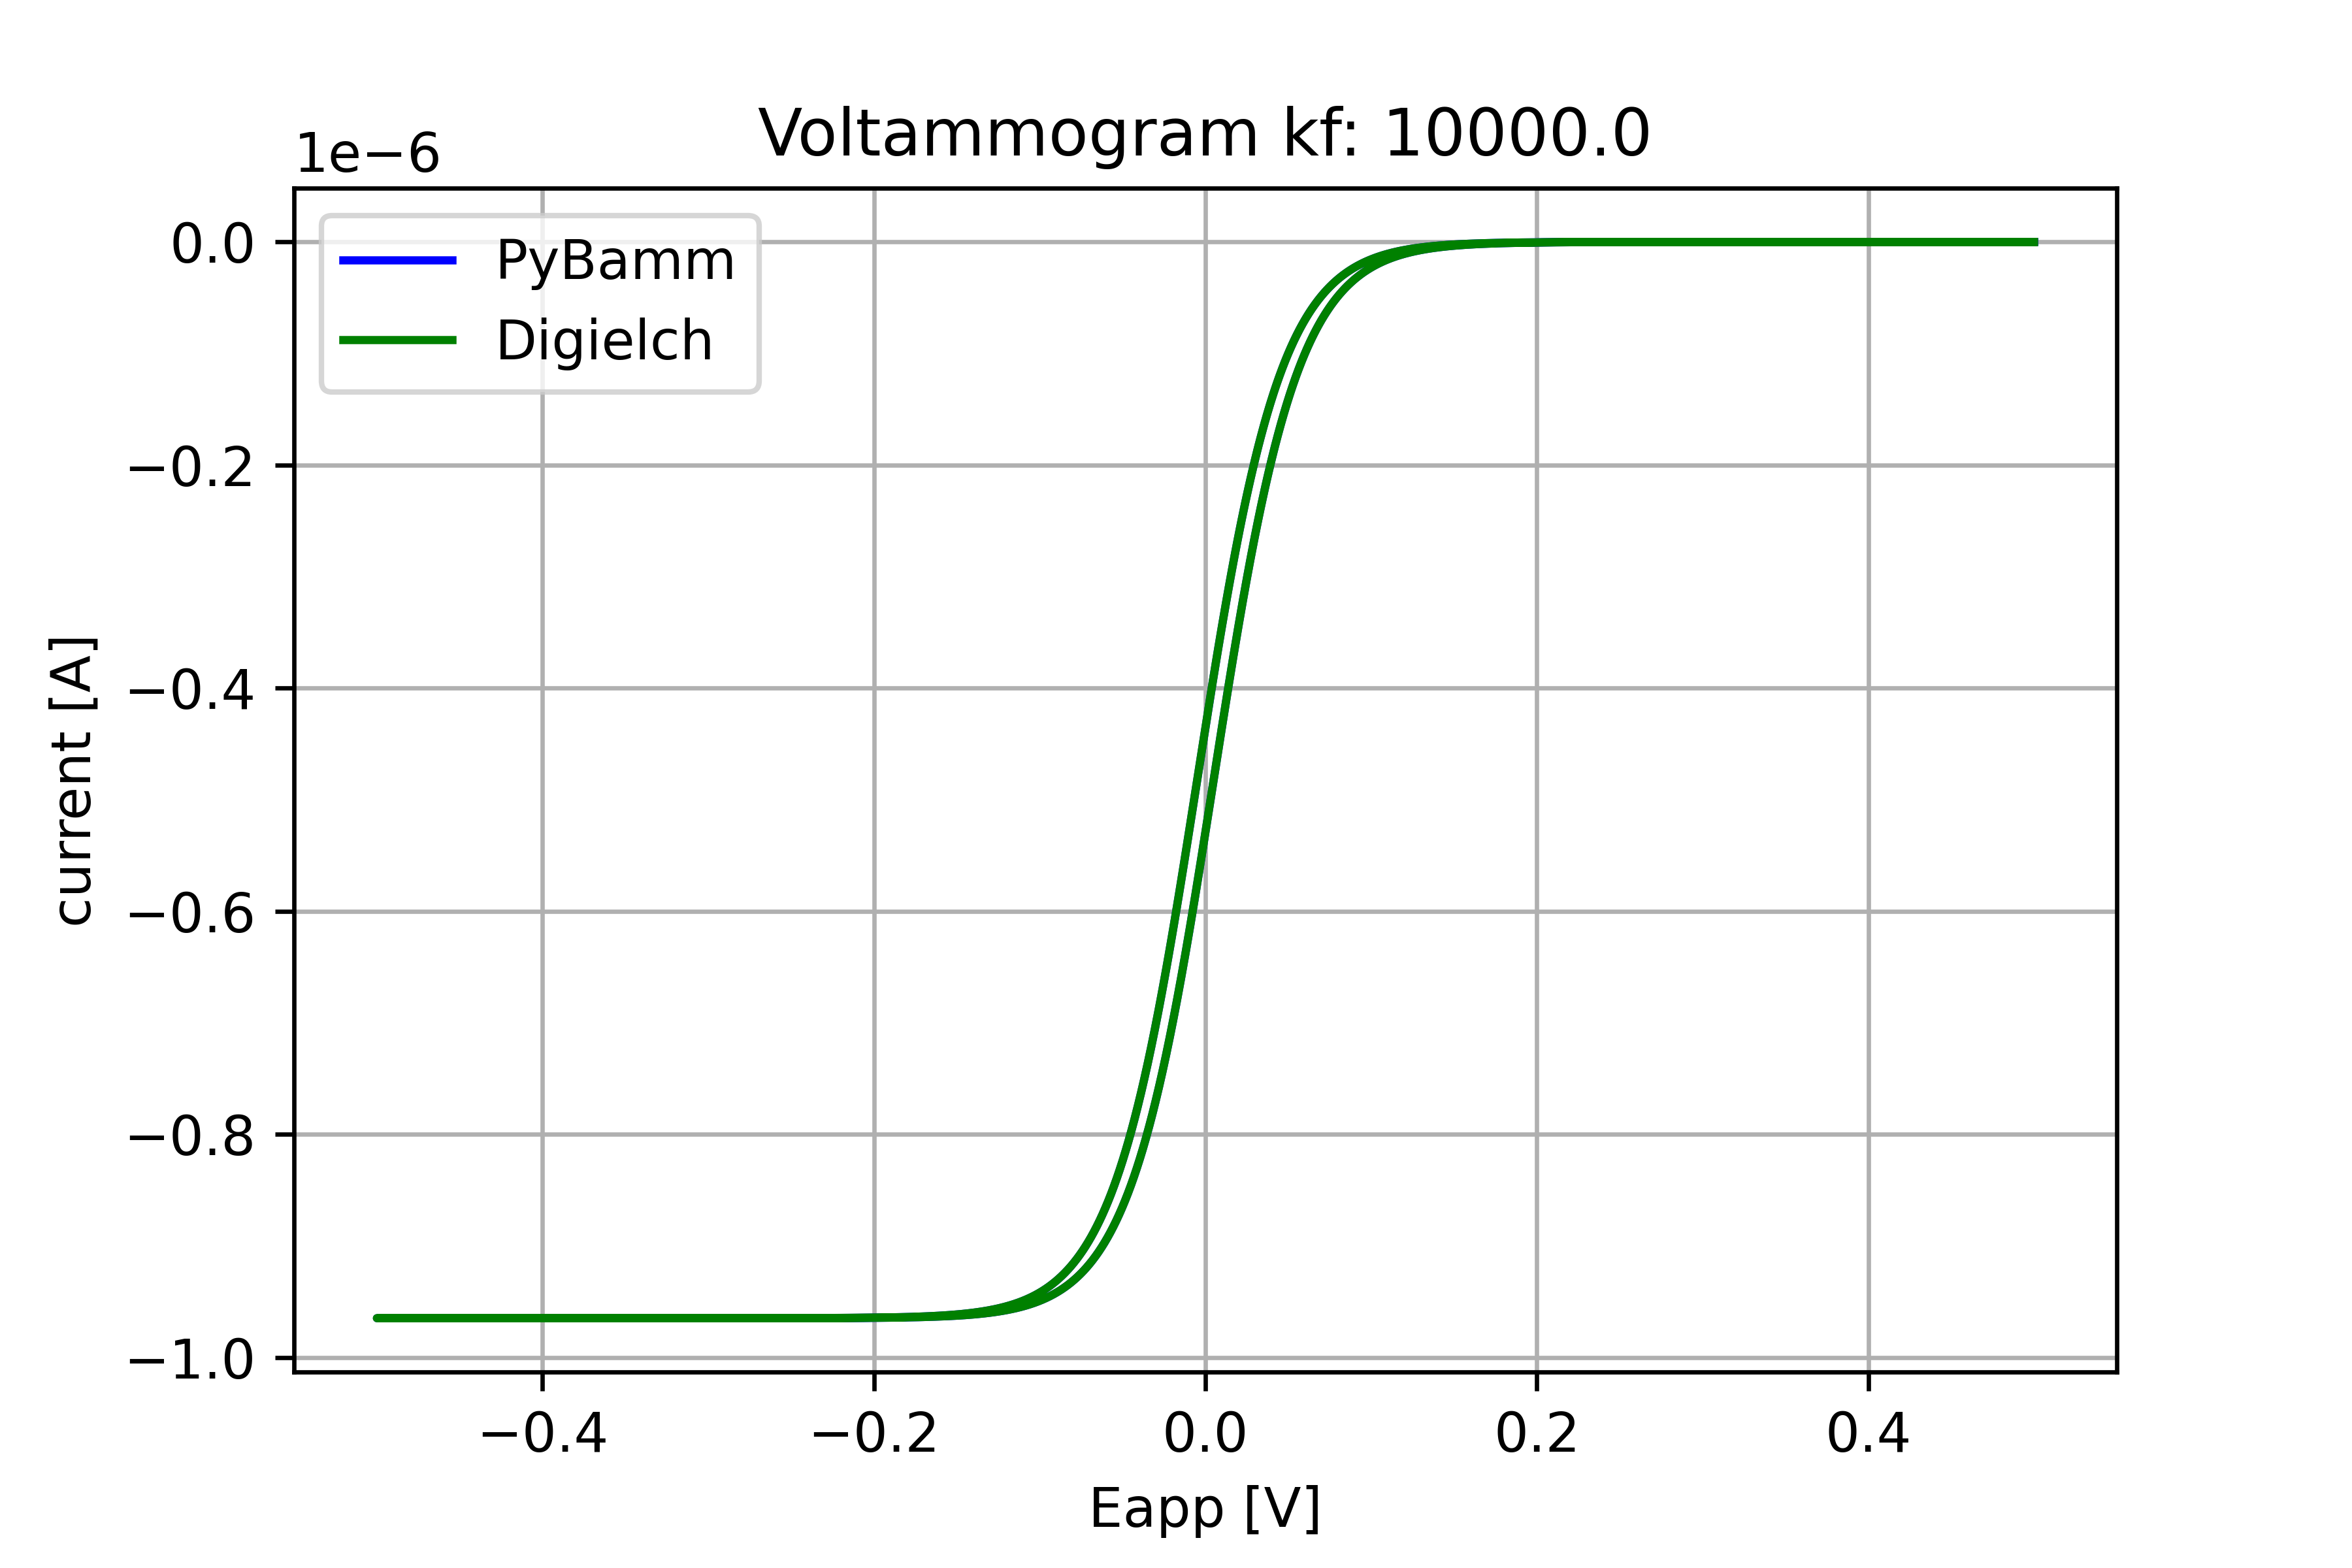 Voltammogram kf: 10000.0
1e−6
PyBamm
Digielch
0.0
−0.2
−0.4
−0.6
−0.8
−1.0
current [A]
−0.4 −0.2 0.0 0.2 0.4
Eapp [V]